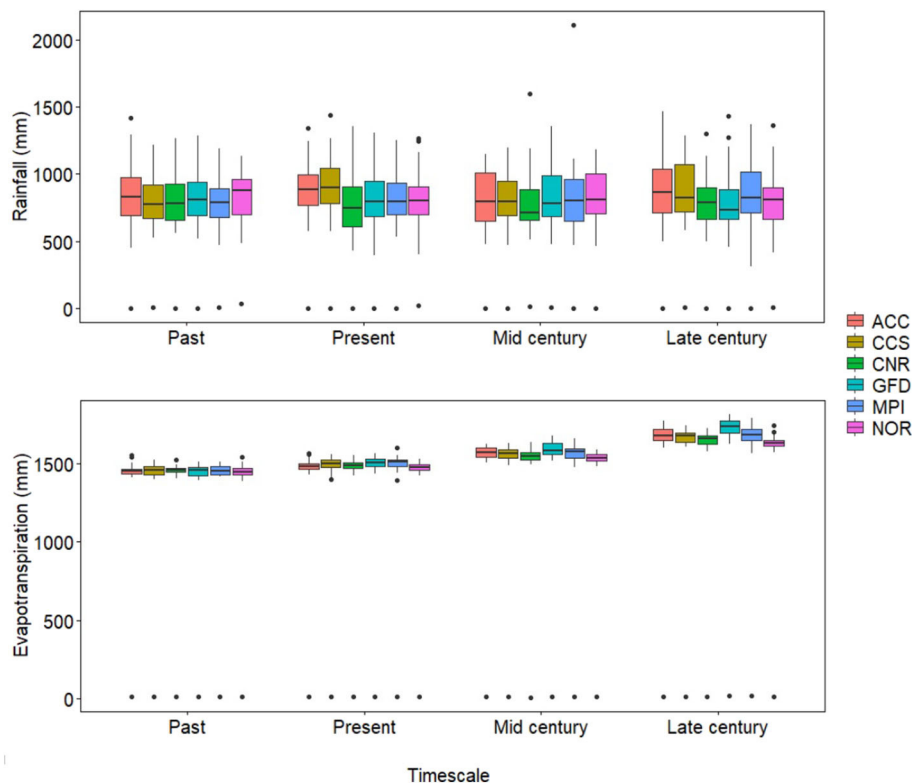 Rainfall (mm)
2000
1500
1000
500
0
Past Present Mid century Late century
ACC
CCS
CNR
GFD
MPI
NOR
Evapotranspiration (mm)
1500
1000
500
0
Past Present Mid century Late century
Timescale